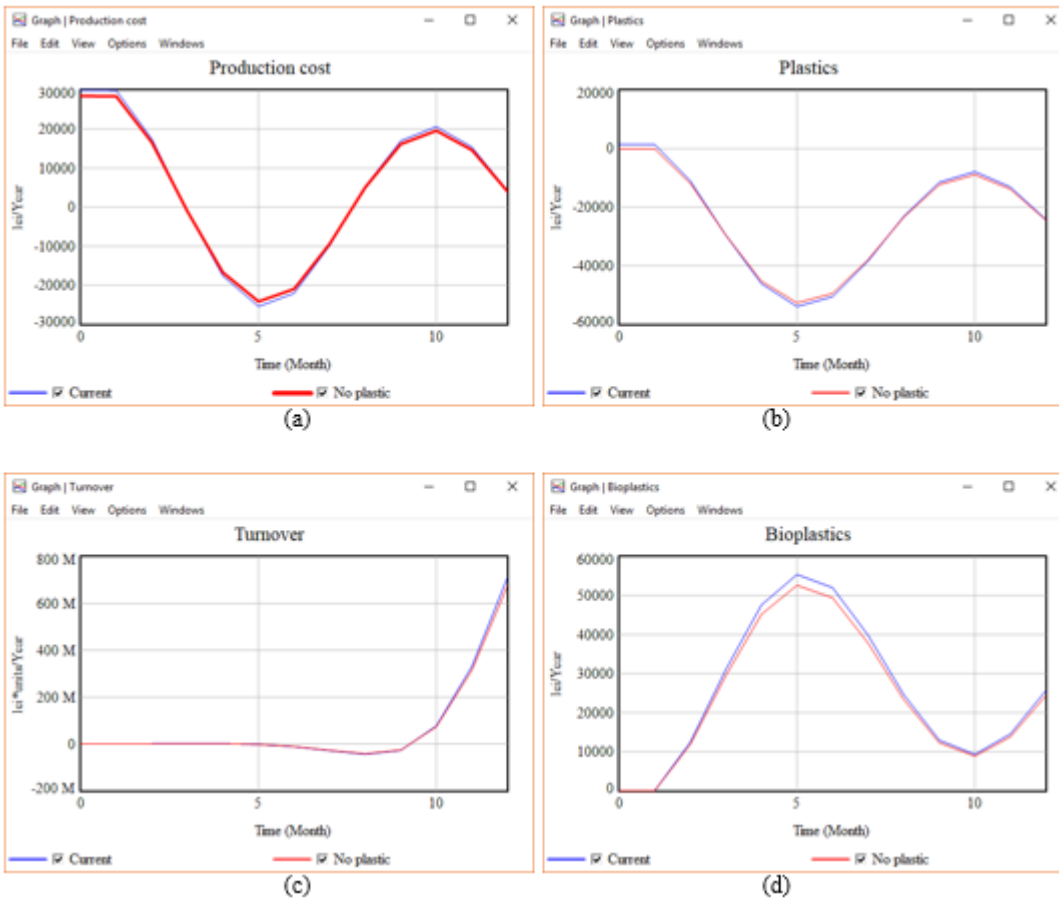 Graph | Production cost
File Edit View Options Windows
Production cost
30000
20000
10000
0
-10000
-20000
-30000
lei/Year
0 5 10
Time (Month)
Current No plastic
(a)
Graph | Plastics
File Edit View Options Windows
Plastics
20000
0
-20000
-40000
-60000
lei/Year
0 5 10
Time (Month)
Current No plastic
(b)
Graph | Turnover
File Edit View Options Windows
Turnover
800 M
600 M
400 M
200 M
0
-200 M
lei*units/Year
0 5 10
Time (Month)
Current No plastic
(c)
Graph | Bioplastics
File Edit View Options Windows
Bioplastics
60000
50000
40000
30000
20000
10000
0
lei/Year
0 5 10
Time (Month)
Current No plastic
(d)